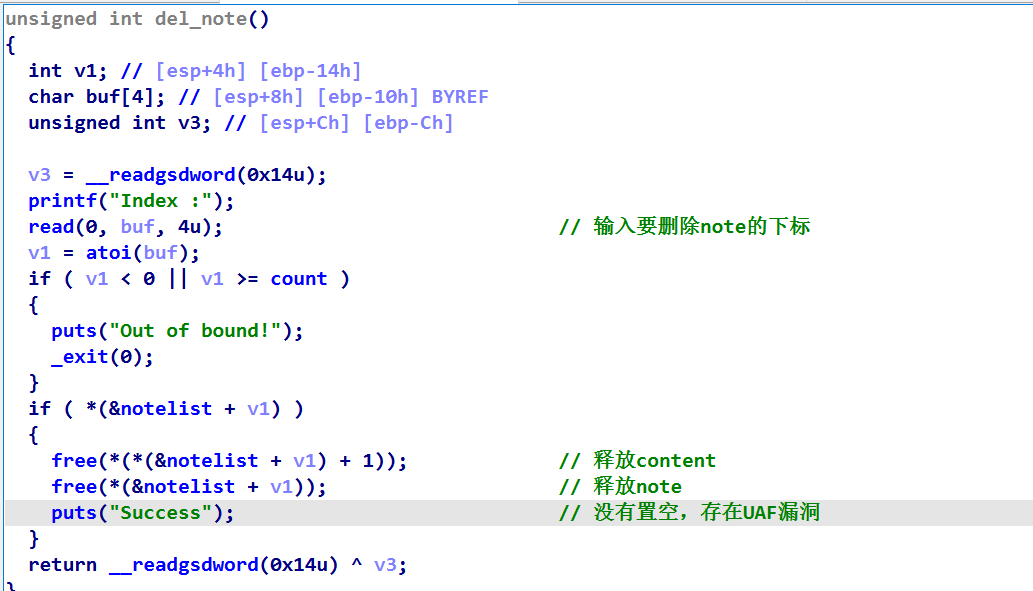 unsigned int del_note()
{
  int v1; // [esp+4h] [ebp-14h]
  char buf[4]; // [esp+8h] [ebp-10h] BYREF
  unsigned int v3; // [esp+Ch] [ebp-Ch]

  v3 = __readgsdword(0x14u);
  printf("Index :");
  read(0, buf, 4u);                             // 输入要删除note的下标
  v1 = atoi(buf);
  if ( v1 < 0 || v1 >= count )
  {
    puts("Out of bound!");
    _exit(0);
  }
  if ( *(&notelist + v1) )
  {
    free(*(*(&notelist + v1) + 1));             // 释放content
    free(*(&notelist + v1));                    // 释放note
    puts("Success");                            // 没有置空，存在UAF漏洞
  }
  return __readgsdword(0x14u) ^ v3;
}